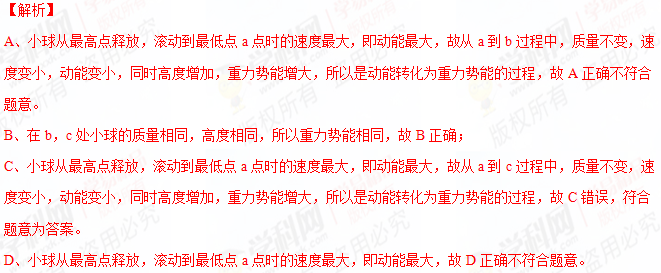 【解析】
A、小球从最高点释放，滚动到最低点 a 点时的速度最大，即动能最大，故从 a 到 b 过程中，质量不变，速
度变小，动能变小，同时高度增加，重力势能增大，所以是动能转化为重力势能的过程，故 A 正确不符合
题意。
B、在 b，c 处小球的质量相同，高度相同，所以重力势能相同，故 B 正确；
C、小球从最高点释放，滚动到最低点 a 点时的速度最大，即动能最大，故从 a 到 c 过程中，质量不变，速
度变小，动能变小，同时高度增加，重力势能增大，所以是动能转化为重力势能的过程，故 C 错误，符合
题意为答案。
D、小球从最高点释放，滚动到最低点 a 点时的速度最大，即动能最大，故 D 正确不符合题意。